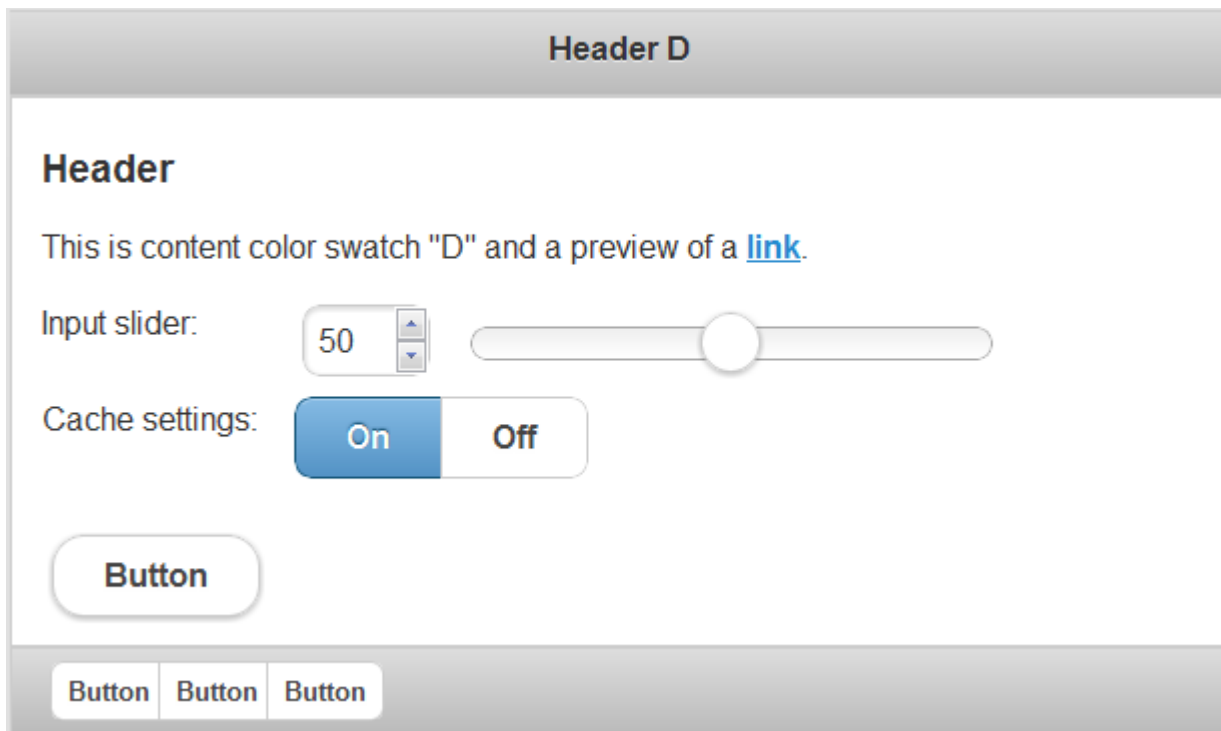 Header D
Header
This is content color swatch "D" and a preview of a link.
Input slider: 50
Cache settings: On Off
Button
Button Button Button